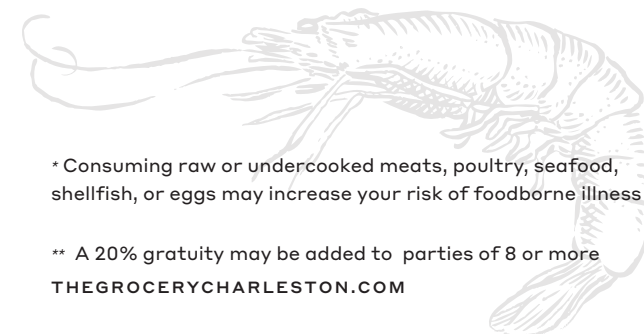 * Consuming raw or undercooked meats, poultry, seafood,
shellfish, or eggs may increase your risk of foodborne illness
** A 20% gratuity may be added to parties of 8 or more
THEGROCERYCHARLESTON.COM